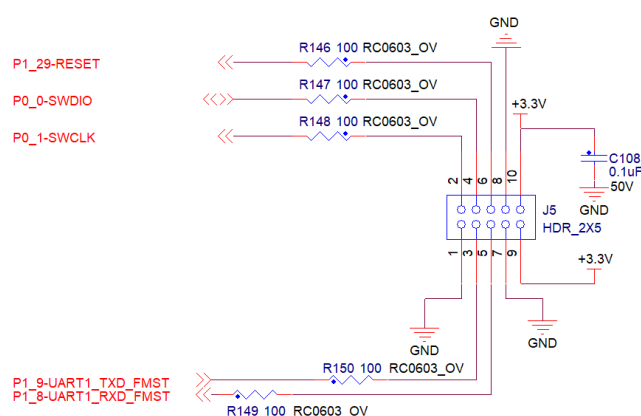 GND
R146 100 RC0603_OV
P1_29-RESET
R147 100 RC0603_OV
P0_0-SWDIO
+3.3V
R148 100 RC0603_OV
P0_1-SWCLK
C108
0.1uF
50V
2 4 6 8 10
GND
J5
HDR_2X5
1 3 5 7 9
+3.3V
GND
GND
R150 100 RC0603_OV
P1_9-UART1_TXD_FMST
P1_8-UART1_RXD_FMST
R149 100 RC0603_OV